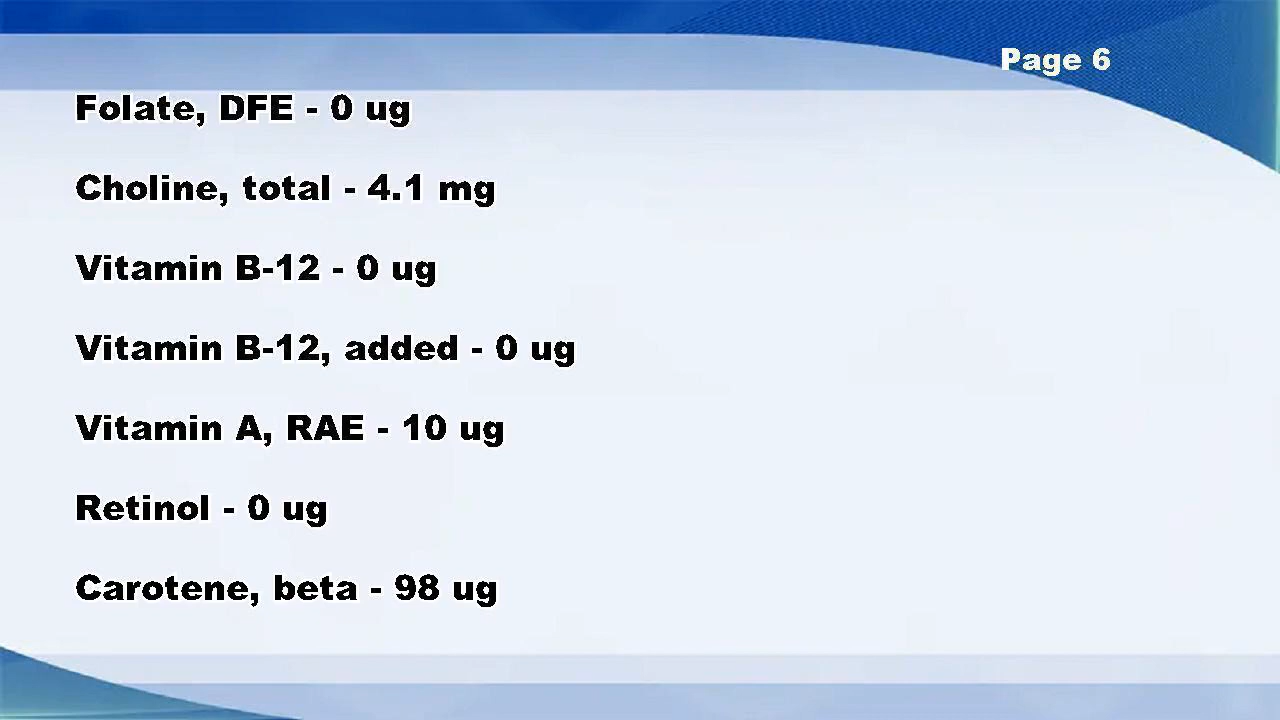 Page 6
Folate, DFE - 0 ug
Choline, total - 4.1 mg
Vitamin B-12 - 0 ug
Vitamin B-12, added - 0 ug
Vitamin A, RAE - 10 ug
Retinol - 0 ug
Carotene, beta - 98 ug